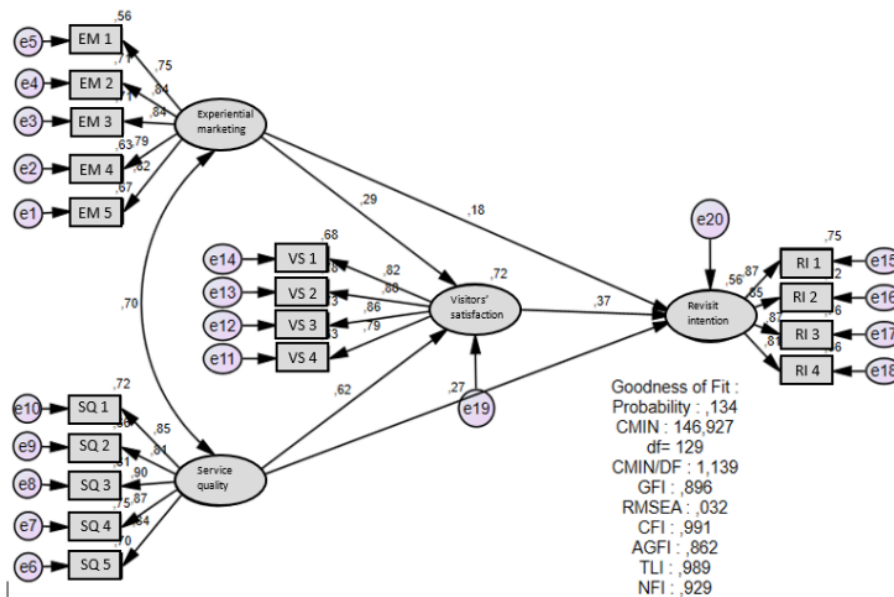 ,56
e5
EM 1
,75
,71
e4
EM 2
,84
e3
EM 3
,84
Experiential
marketing
,63
,79
e2
EM 4
,82
,67
e1
EM 5
,29
,18
e20
,68
,75
e14
VS 1
,82
,72
,56
,87
RI 1
e15
e13
VS 2
,88
,85
RI 2
e16
,70
Visitors'
satisfaction
,37
Revisit
intention
e12
VS 3
,86
RI 3
e17
e11
VS 4
,79
,81
RI 4
e18
,72
,62
,27
e19
Goodness of Fit :
Probability : ,134
CMIN : 146,927
df= 129
CMIN/DF : 1,139
GFI : ,896
RMSEA : ,032
CFI : ,991
AGFI : ,862
TLI : ,989
NFI : ,929
e10
SQ 1
,85
e9
SQ 2
,81
,81
e8
SQ 3
,90
Service
quality
,75
,87
e7
SQ 4
,84
,70
e6
SQ 5